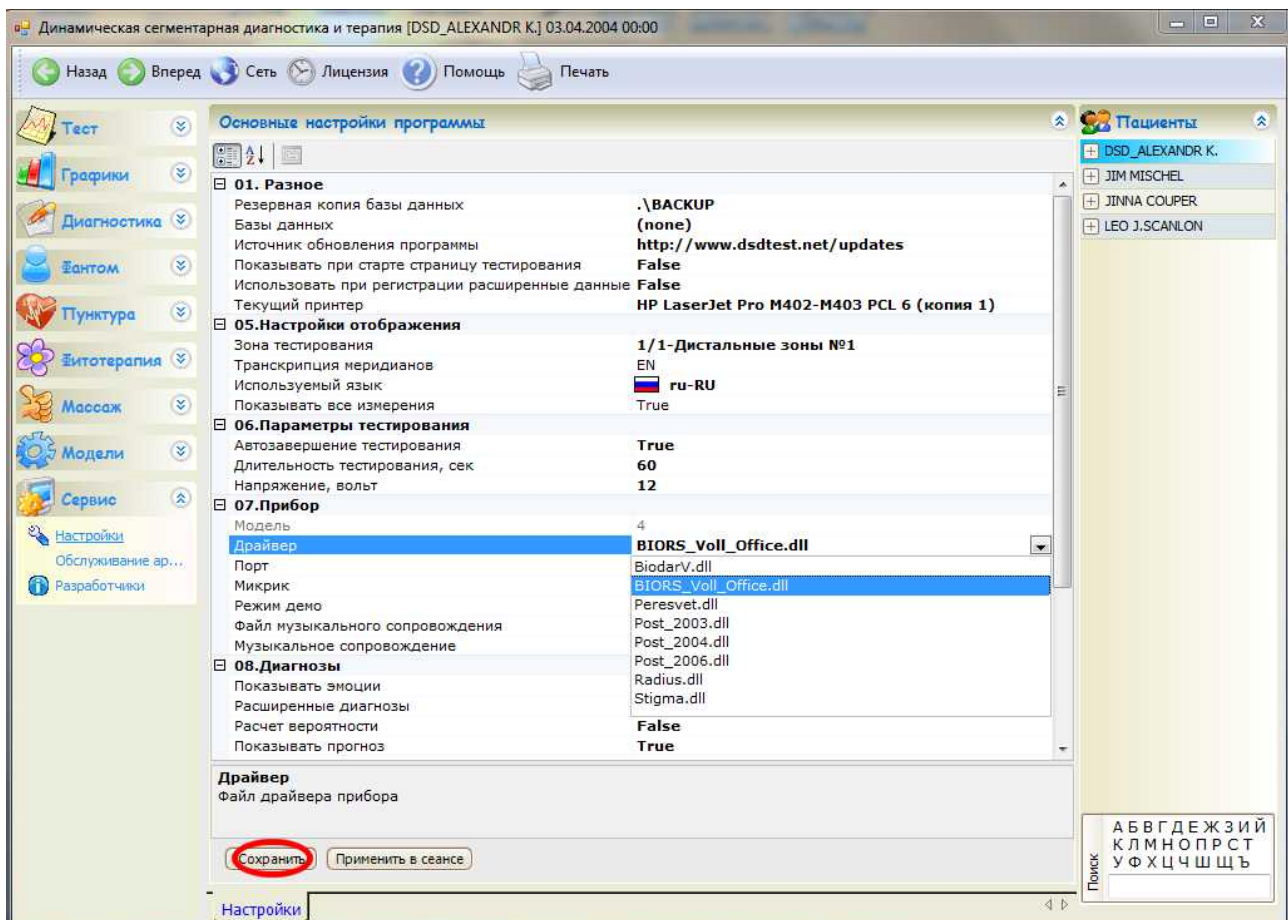 Динамическая сегментарная диагностика и терапия [DSD_ALEXANDR K.] 03.04.2004 00:00
Назад Вперед Сеть Лицензия Помощь Печать
Тест
Графики
Диагностика
Фантом
Пунктура
Фитотерапия
Массаж
Модели
Сервис
Настройки
Обслуживание ар...
Разработчики
Основные настройки программы
01. Разное
Резервная копия базы данных .\BACKUP
Базы данных (none)
Источник обновления программы http://www.dsdtest.net/updates
Показывать при старте страницу тестирования False
Использовать при регистрации расширенные данные False
Текущий принтер HP LaserJet Pro M402-M403 PCL 6 (копия 1)
05.Настройки отображения
Зона тестирования 1/1-Дистальные зоны №1
Транскрипция меридианов EN
Используемый язык ru-RU
Показывать все измерения True
06.Параметры тестирования
Автозавершение тестирования True
Длительность тестирования, сек 60
Напряжение, вольт 12
07.Прибор
Модель 4
Драйвер BIORS_Voll_Office.dll
Порт
Микрик
Режим демо
Файл музыкального сопровождения
Музыкальное сопровождение
BiodarV.dll
BIORS_Voll_Office.dll
Peresvet.dll
Post_2003.dll
Post_2004.dll
Post_2006.dll
Radius.dll
Stigma.dll
08.Диагнозы
Показывать эмоции
Расширенные диагнозы
Расчет вероятности False
Показывать прогноз True
Драйвер
Файл драйвера прибора
Сохранить Применить в сеансе
Настройки
Пациенты
DSD_ALEXANDR K.
JIM MISCHEL
JINNA COUPER
LEO J.SCANLON
Поиск
А Б В Г Д Е Ж З И Й
К Л М Н О П Р С Т
У Ф Х Ц Ч Ш Щ Ъ